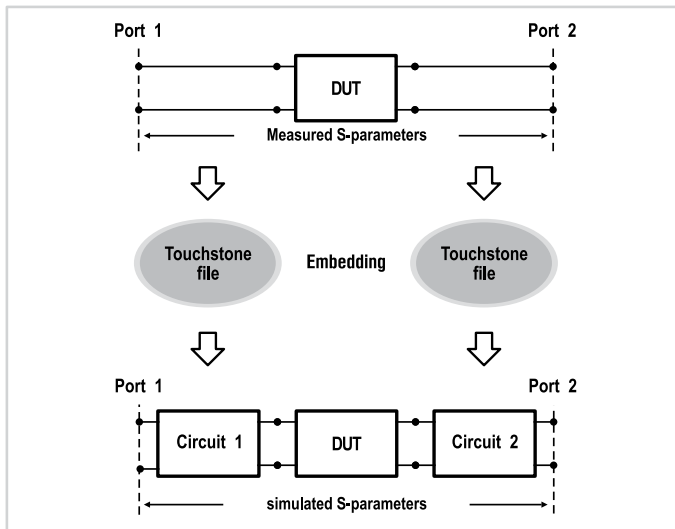 Port 1
Port 2
DUT
Measured S-parameters
Touchstone
file
Embedding
Touchstone
file
Port 1
Port 2
Circuit 1
DUT
Circuit 2
simulated S-parameters